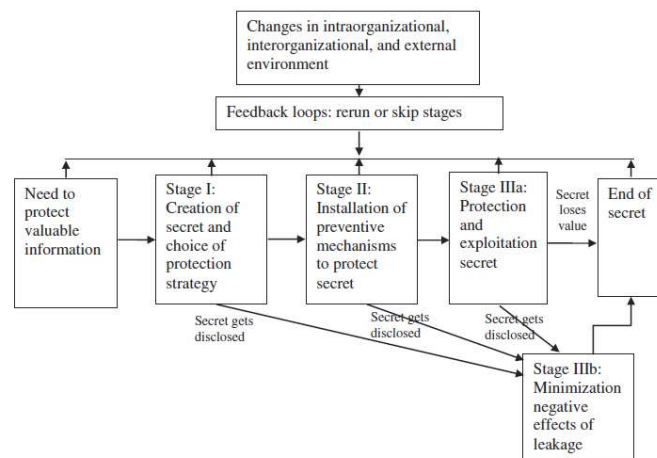 Changes in intraorganizational,
interorganizational, and external
environment
Feedback loops: rerun or skip stages
Need to
protect
valuable
information
Stage I:
Creation of
secret and
choice of
protection
strategy
Stage II:
Installation of
preventive
mechanisms
to protect
secret
Stage IIIa:
Protection
and
exploitation
secret
Secret
loses
value
End of
secret
Secret gets
disclosed
Secret gets
disclosed
Secret gets
disclosed
Stage IIIb:
Minimization
negative
effects of
leakage